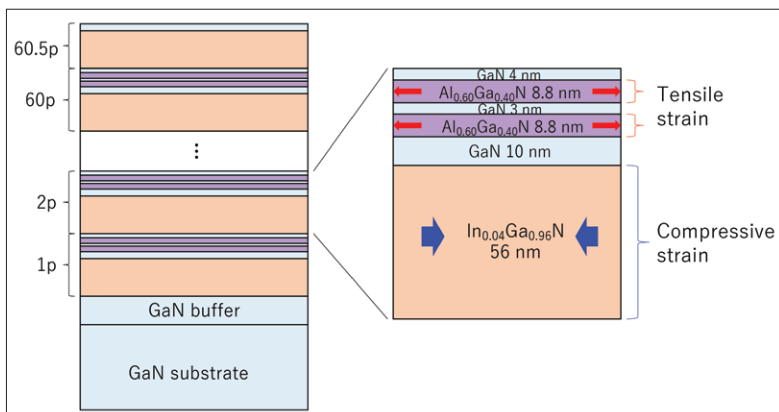 60.5p
60p
⋮
2p
1p
GaN buffer
GaN substrate
GaN 4 nm
Al0.60Ga0.40N 8.8 nm
GaN 3 nm
Al0.60Ga0.40N 8.8 nm
GaN 10 nm
In0.04Ga0.96N
56 nm
Tensile
strain
Compressive
strain